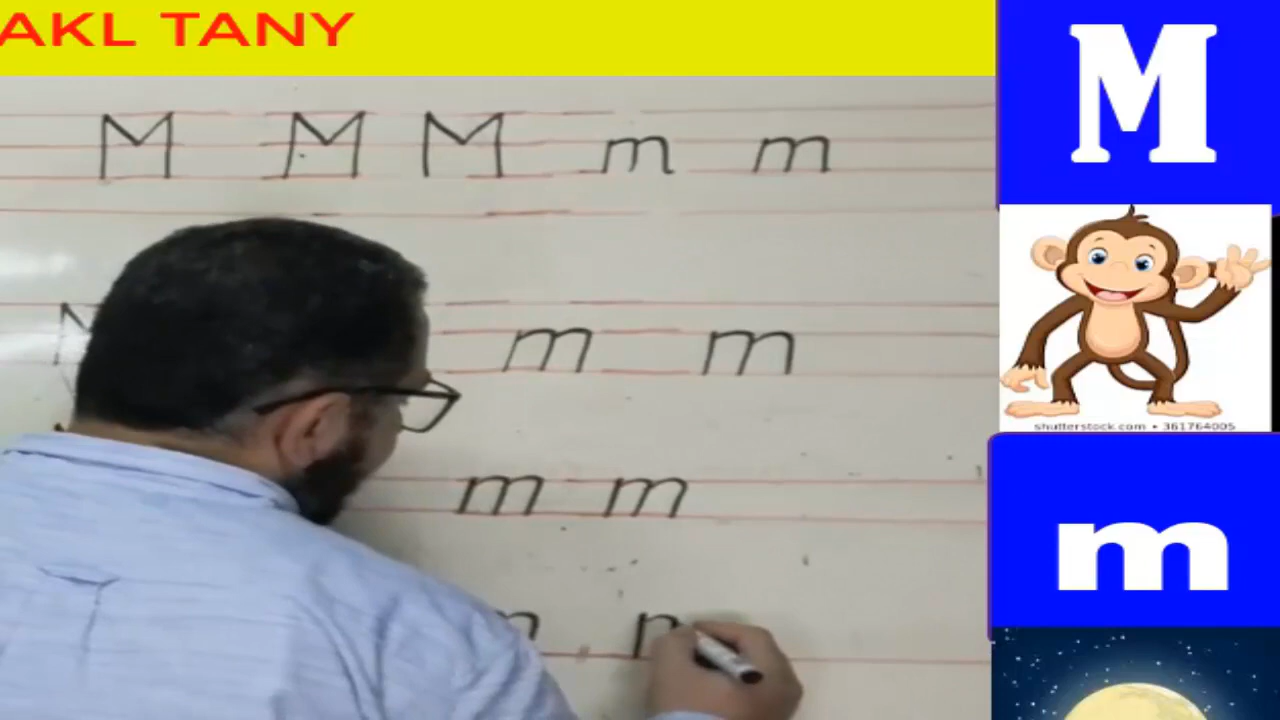 AKL TANY
M
M M M m m
m m
m m
shutterstock.com • 361764005
m